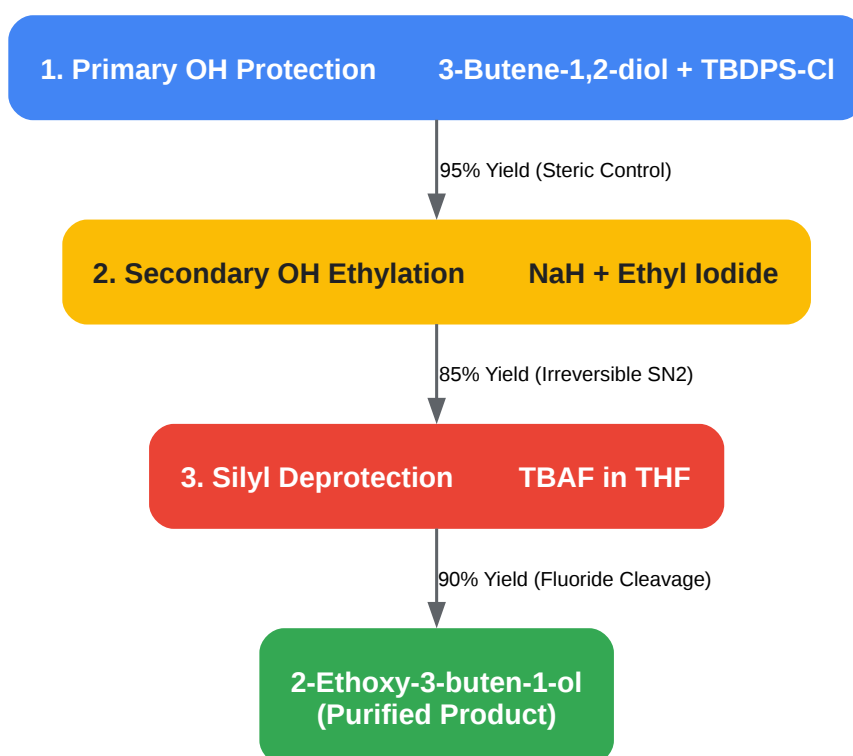 1. Primary OH Protection 3-Butene-1,2-diol + TBDPS-Cl
95% Yield (Steric Control)
2. Secondary OH Ethylation NaH + Ethyl Iodide
85% Yield (Irreversible SN2)
3. Silyl Deprotection TBAF in THF
90% Yield (Fluoride Cleavage)
2-Ethoxy-3-buten-1-ol
(Purified Product)